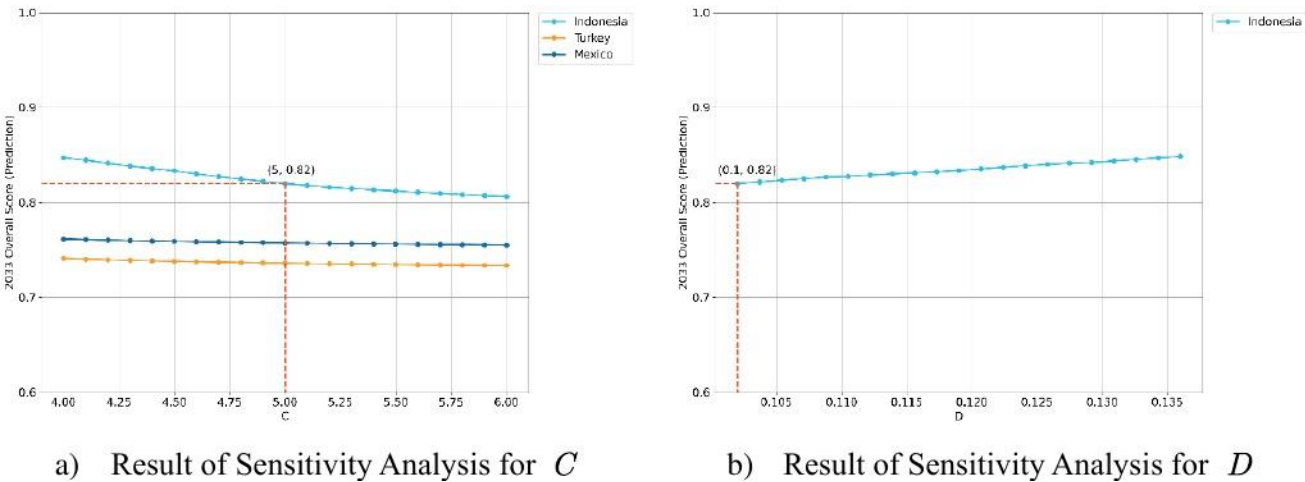 1.0
0.9
0.8
0.7
0.6
2033 Overall Score (Prediction)
(5, 0.82)
4.00 4.25 4.50 4.75 5.00 5.25 5.50 5.75 6.00
C
Indonesia
Turkey
Mexico
a) Result of Sensitivity Analysis for C
1.0
0.9
0.8
0.7
0.6
2033 Overall Score (Prediction)
(0.1, 0.82)
0.105 0.110 0.115 0.120 0.125 0.130 0.135
D
Indonesia
b) Result of Sensitivity Analysis for D